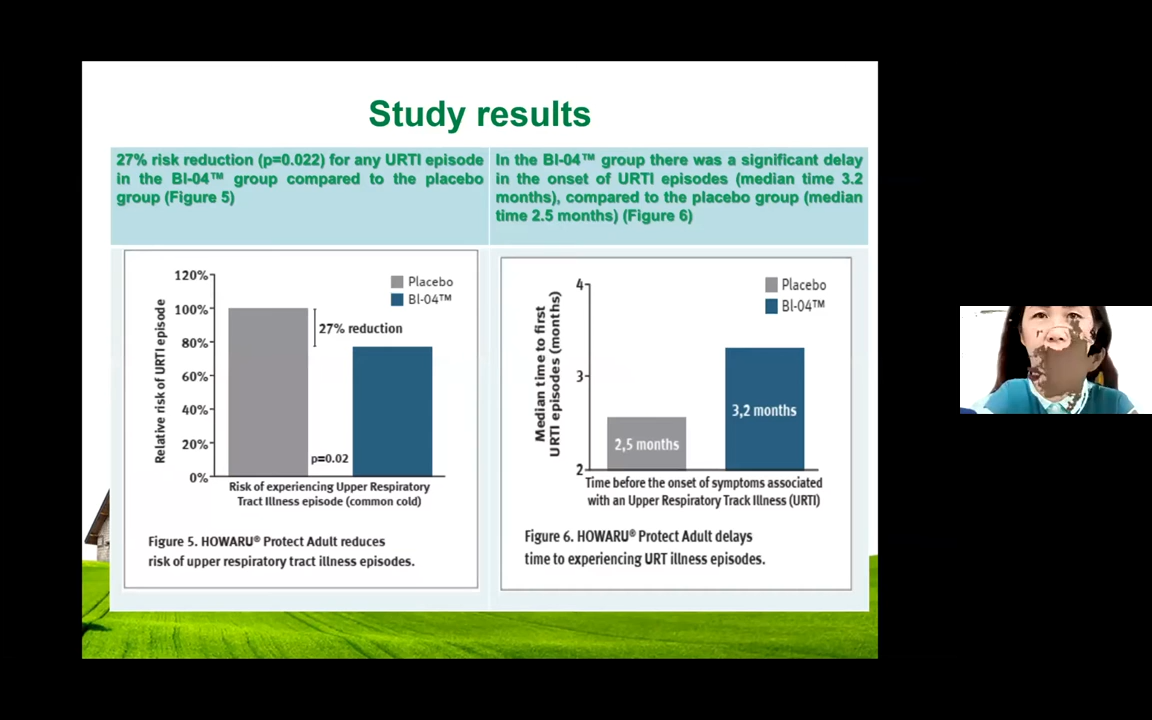 Study results
27% risk reduction (p=0.022) for any URTI episode
in the Bl-04™ group compared to the placebo
group (Figure 5)
In the Bl-04™ group there was a significant delay
in the onset of URTI episodes (median time 3.2
months), compared to the placebo group (median
time 2.5 months) (Figure 6)
Relative risk of URTI episode
120%
100%
80%
60%
40%
20%
0%
Placebo
Bl-04™
27% reduction
p=0.02
Risk of experiencing Upper Respiratory
Tract Illness episode (common cold)
Figure 5. HOWARU® Protect Adult reduces
risk of upper respiratory tract illness episodes.
Median time to first
URTI episodes (months)
4
3
2
Placebo
Bl-04™
2,5 months
3,2 months
Time before the onset of symptoms associated
with an Upper Respiratory Track Illness (URTI)
Figure 6. HOWARU® Protect Adult delays
time to experiencing URT illness episodes.